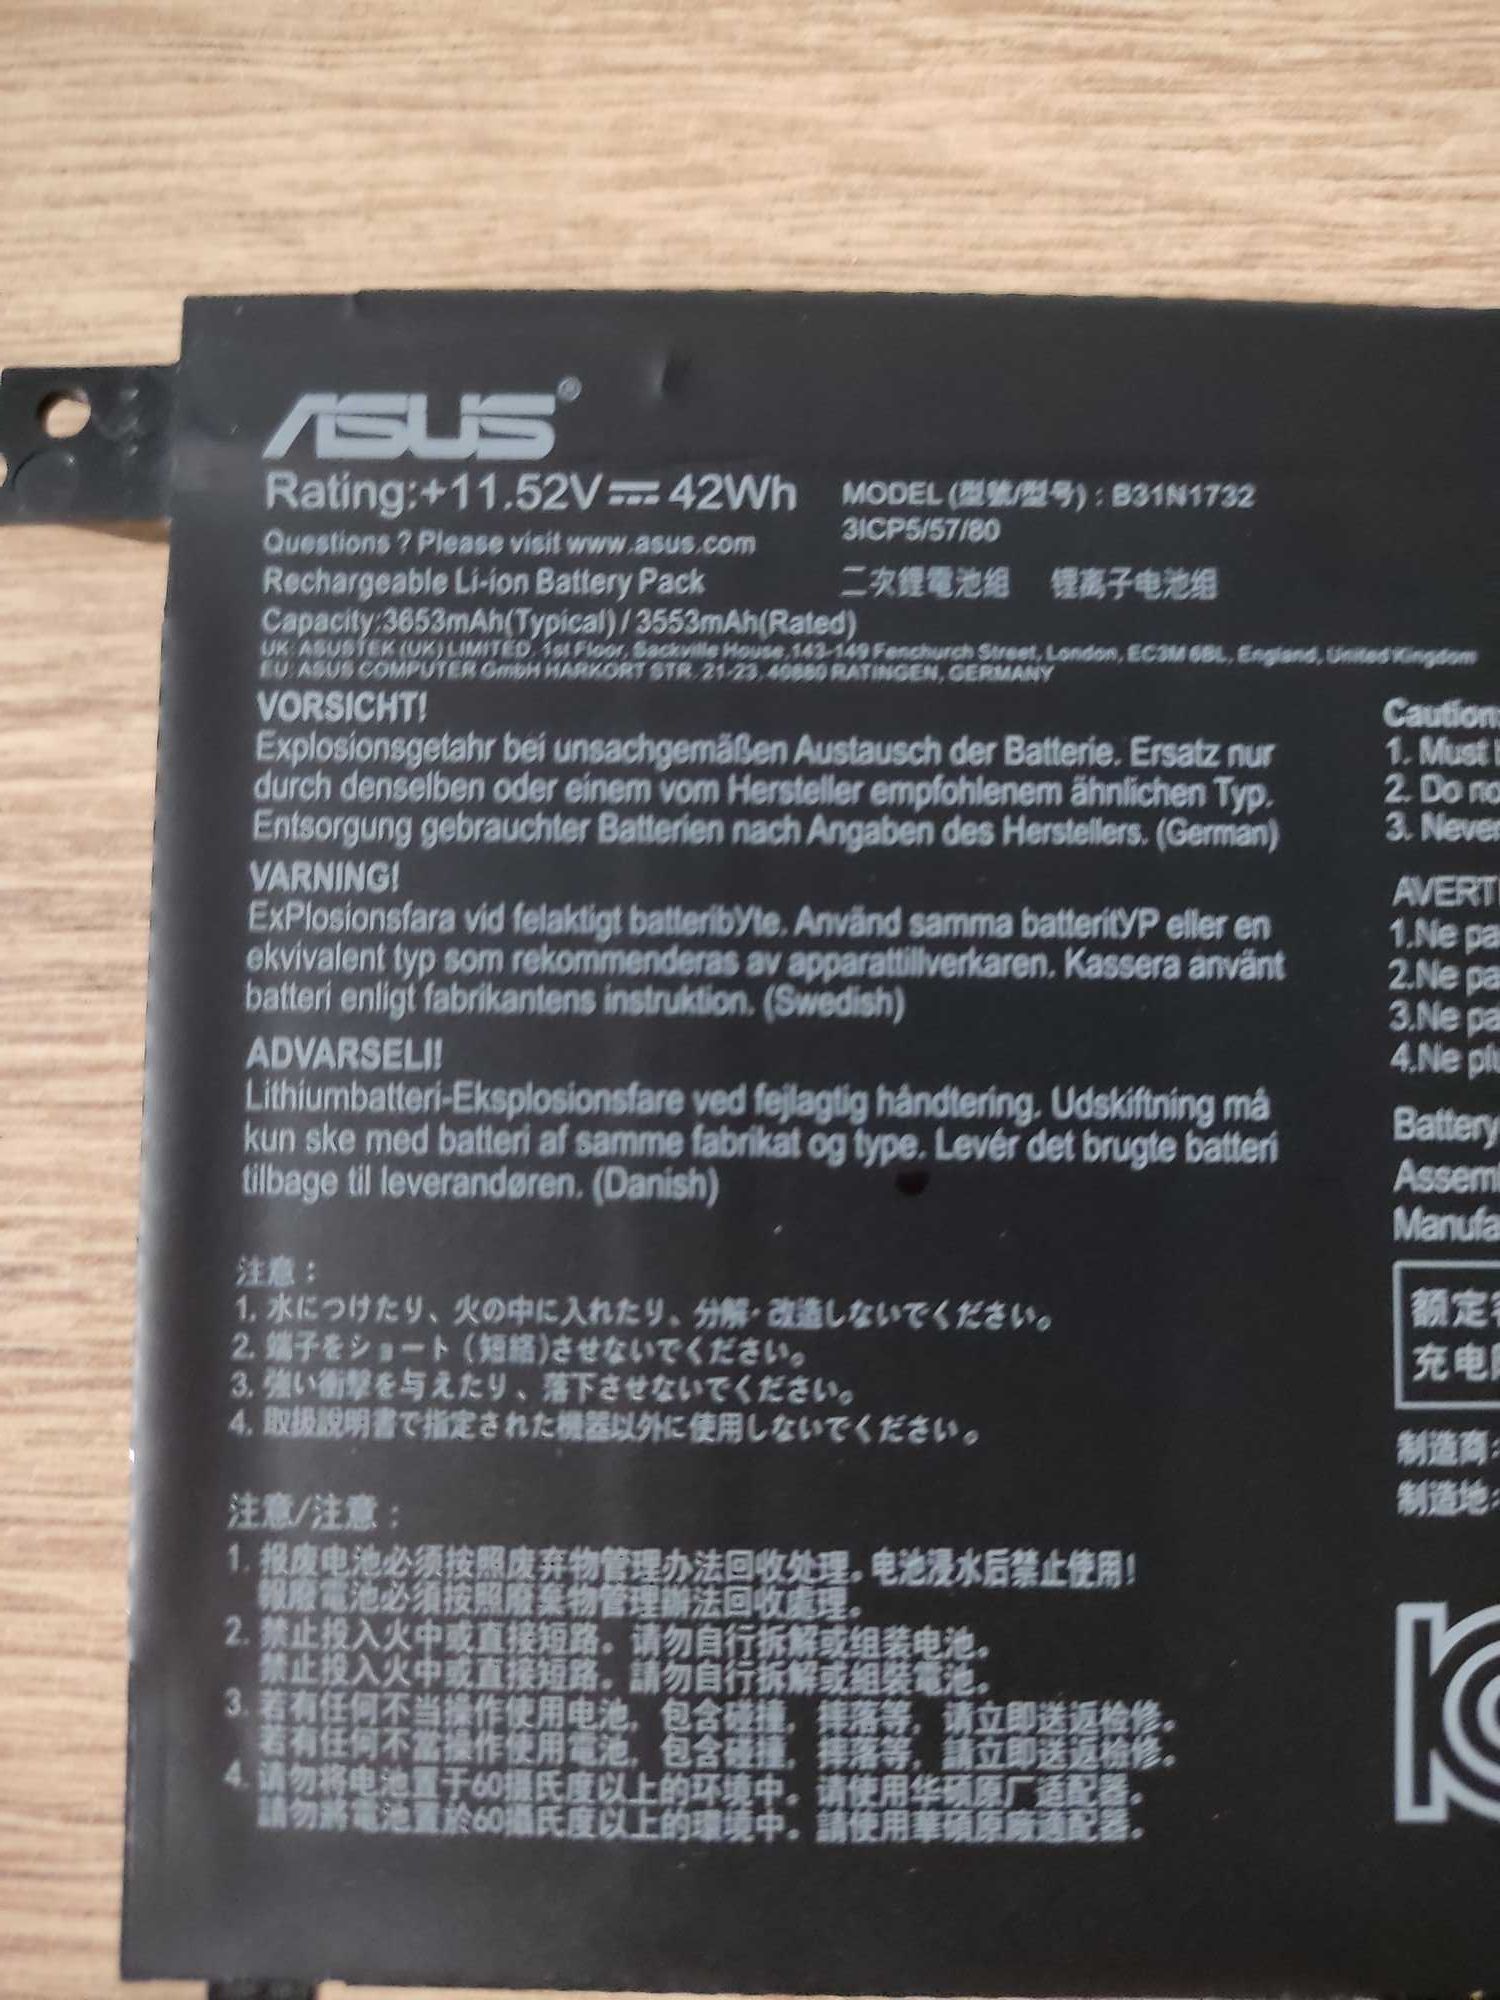 ASUS®
Rating:+11.52V⎓42Wh
MODEL (型號/型号) : B31N1732
3ICP5/57/80
Questions ? Please visit www.asus.com
Rechargeable Li-ion Battery Pack
二次鋰電池組 锂离子电池组
Capacity:3653mAh(Typical) / 3553mAh(Rated)
UK: ASUSTEK (UK) LIMITED, 1st Floor, Sackville House,143-149 Fenchurch Street, London, EC3M 6BL, England, United Kingdom
EU: ASUS COMPUTER GmbH HARKORT STR. 21-23, 40880 RATINGEN, GERMANY
VORSICHT!
Explosionsgetahr bei unsachgemäßen Austausch der Batterie. Ersatz nur
durch denselben oder einem vom Hersteller empfohlenem ähnlichen Typ.
Entsorgung gebrauchter Batterien nach Angaben des Herstellers. (German)
VARNING!
ExPlosionsfara vid felaktigt batteribYte. Använd samma batteritYP eller en
ekvivalent typ som rekommenderas av apparattillverkaren. Kassera använt
batteri enligt fabrikantens instruktion. (Swedish)
ADVARSELI!
Lithiumbatteri-Eksplosionsfare ved fejlagtig håndtering. Udskiftning må
kun ske med batteri af samme fabrikat og type. Levér det brugte batteri
tilbage til leverandøren. (Danish)
注意：
1. 水につけたり、火の中に入れたり、分解・改造しないでください。
2. 端子をショート (短絡)させないでください。
3. 強い衝撃を与えたり、落下させないでください。
4. 取扱説明書で指定された機器以外に使用しないでください。
注意/注意：
1. 报废电池必须按照废弃物管理办法回收处理。电池浸水后禁止使用!
報廢電池必須按照廢棄物管理辦法回收處理。
2. 禁止投入火中或直接短路。请勿自行拆解或组装电池。
禁止投入火中或直接短路。請勿自行拆解或組裝電池。
3. 若有任何不当操作使用电池，包含碰撞，摔落等，请立即送返检修。
若有任何不當操作使用電池，包含碰撞，摔落等，請立即送返檢修。
4. 请勿将电池置于60摄氏度以上的环境中。请使用华硕原厂适配器。
請勿將電池置於60攝氏度以上的環境中。請使用華碩原廠適配器。
Caution
1. Must
2. Do no
3. Never
AVERTI
1.Ne pa
2.Ne pa
3.Ne pa
4.Ne plu
Battery
Assem
Manufa
额定
充电
制造商:
制造地: